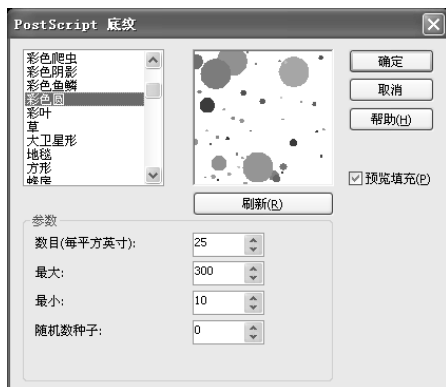 PostScript 底纹
彩色爬虫
彩色阴影
彩色鱼鳞
彩色圆
彩叶
草
大卫星形
地毯
方形
蜂房
确定
取消
帮助(H)
预览填充(P)
刷新(R)
参数
数目(每平方英寸): 25
最大: 300
最小: 10
随机数种子: 0